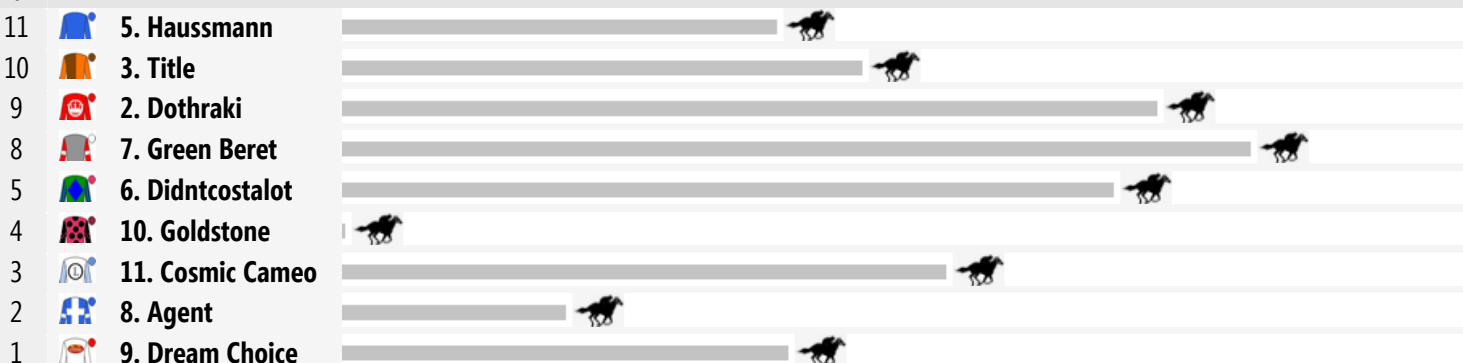 11 5. Haussmann
10 3. Title
9 2. Dothraki
8 7. Green Beret
5 6. Didntcostalot
4 10. Goldstone
3 11. Cosmic Cameo
2 8. Agent
1 9. Dream Choice